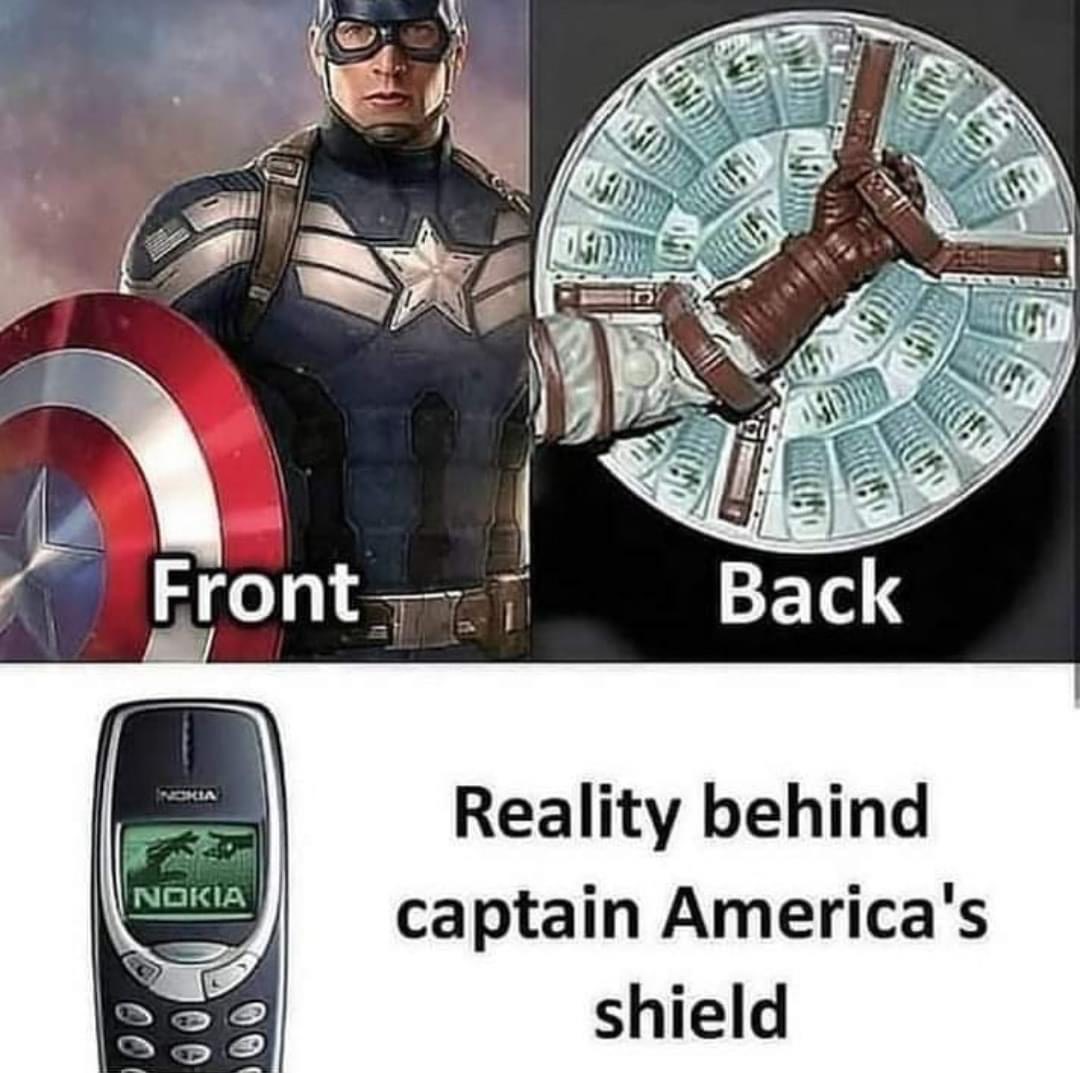 Front
Back
NOKIA
NOKIA
Reality behind
captain America's
shield